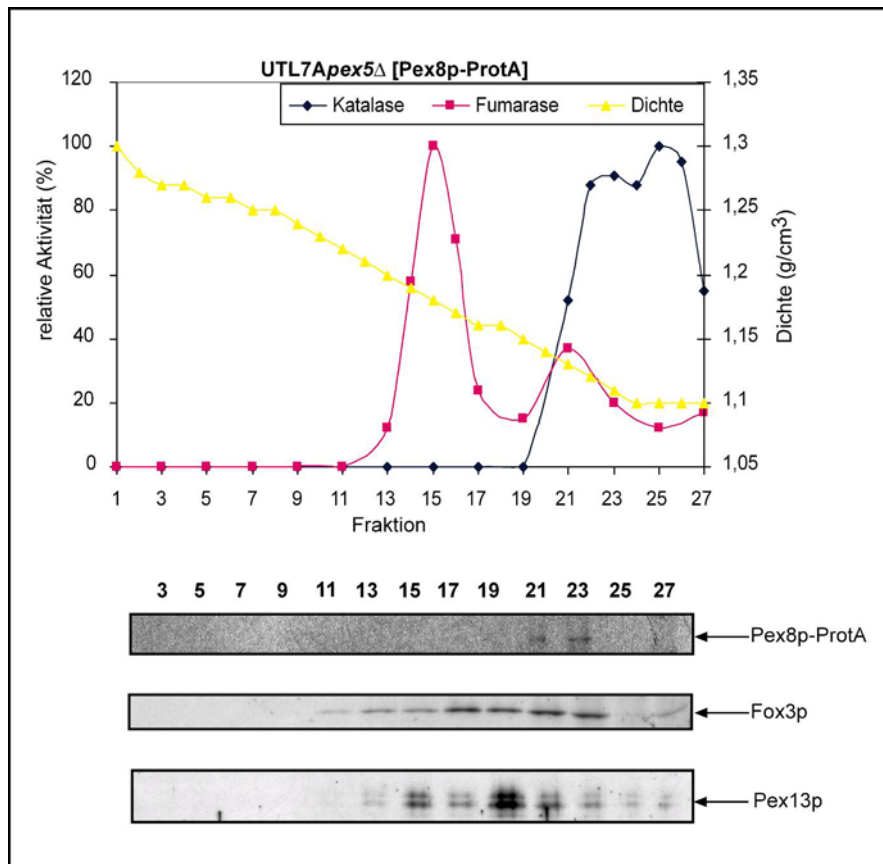 UTL7Apex5Δ [Pex8p-ProtA]
Katalase Fumarase Dichte
relative Aktivität (%)
120
100
80
60
40
20
0
1,35
1,3
1,25
1,2
1,15
1,1
1,05
Dichte (g/cm³)
1 3 5 7 9 11 13 15 17 19 21 23 25 27
Fraktion
3 5 7 9 11 13 15 17 19 21 23 25 27
Pex8p-ProtA
Fox3p
Pex13p